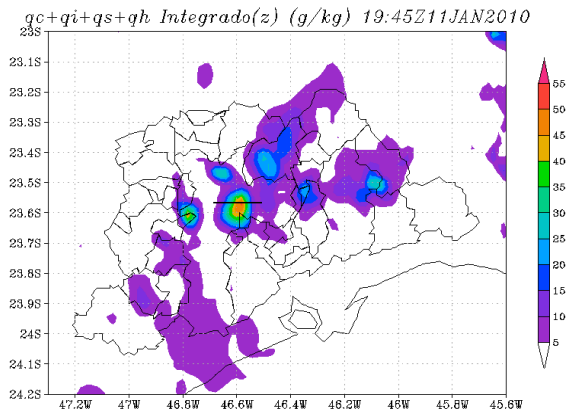 qc+qi+qs+qh Integrado(z) (g/kg) 19:45Z11JAN2010
23S
23.1S
23.2S
23.3S
23.4S
23.5S
23.6S
23.7S
23.8S
23.9S
24S
24.1S
24.2S
47.2W 47W 46.8W 46.6W 46.4W 46.2W 46W 45.8W 45.6W
55
50
45
40
35
30
25
20
15
10
5